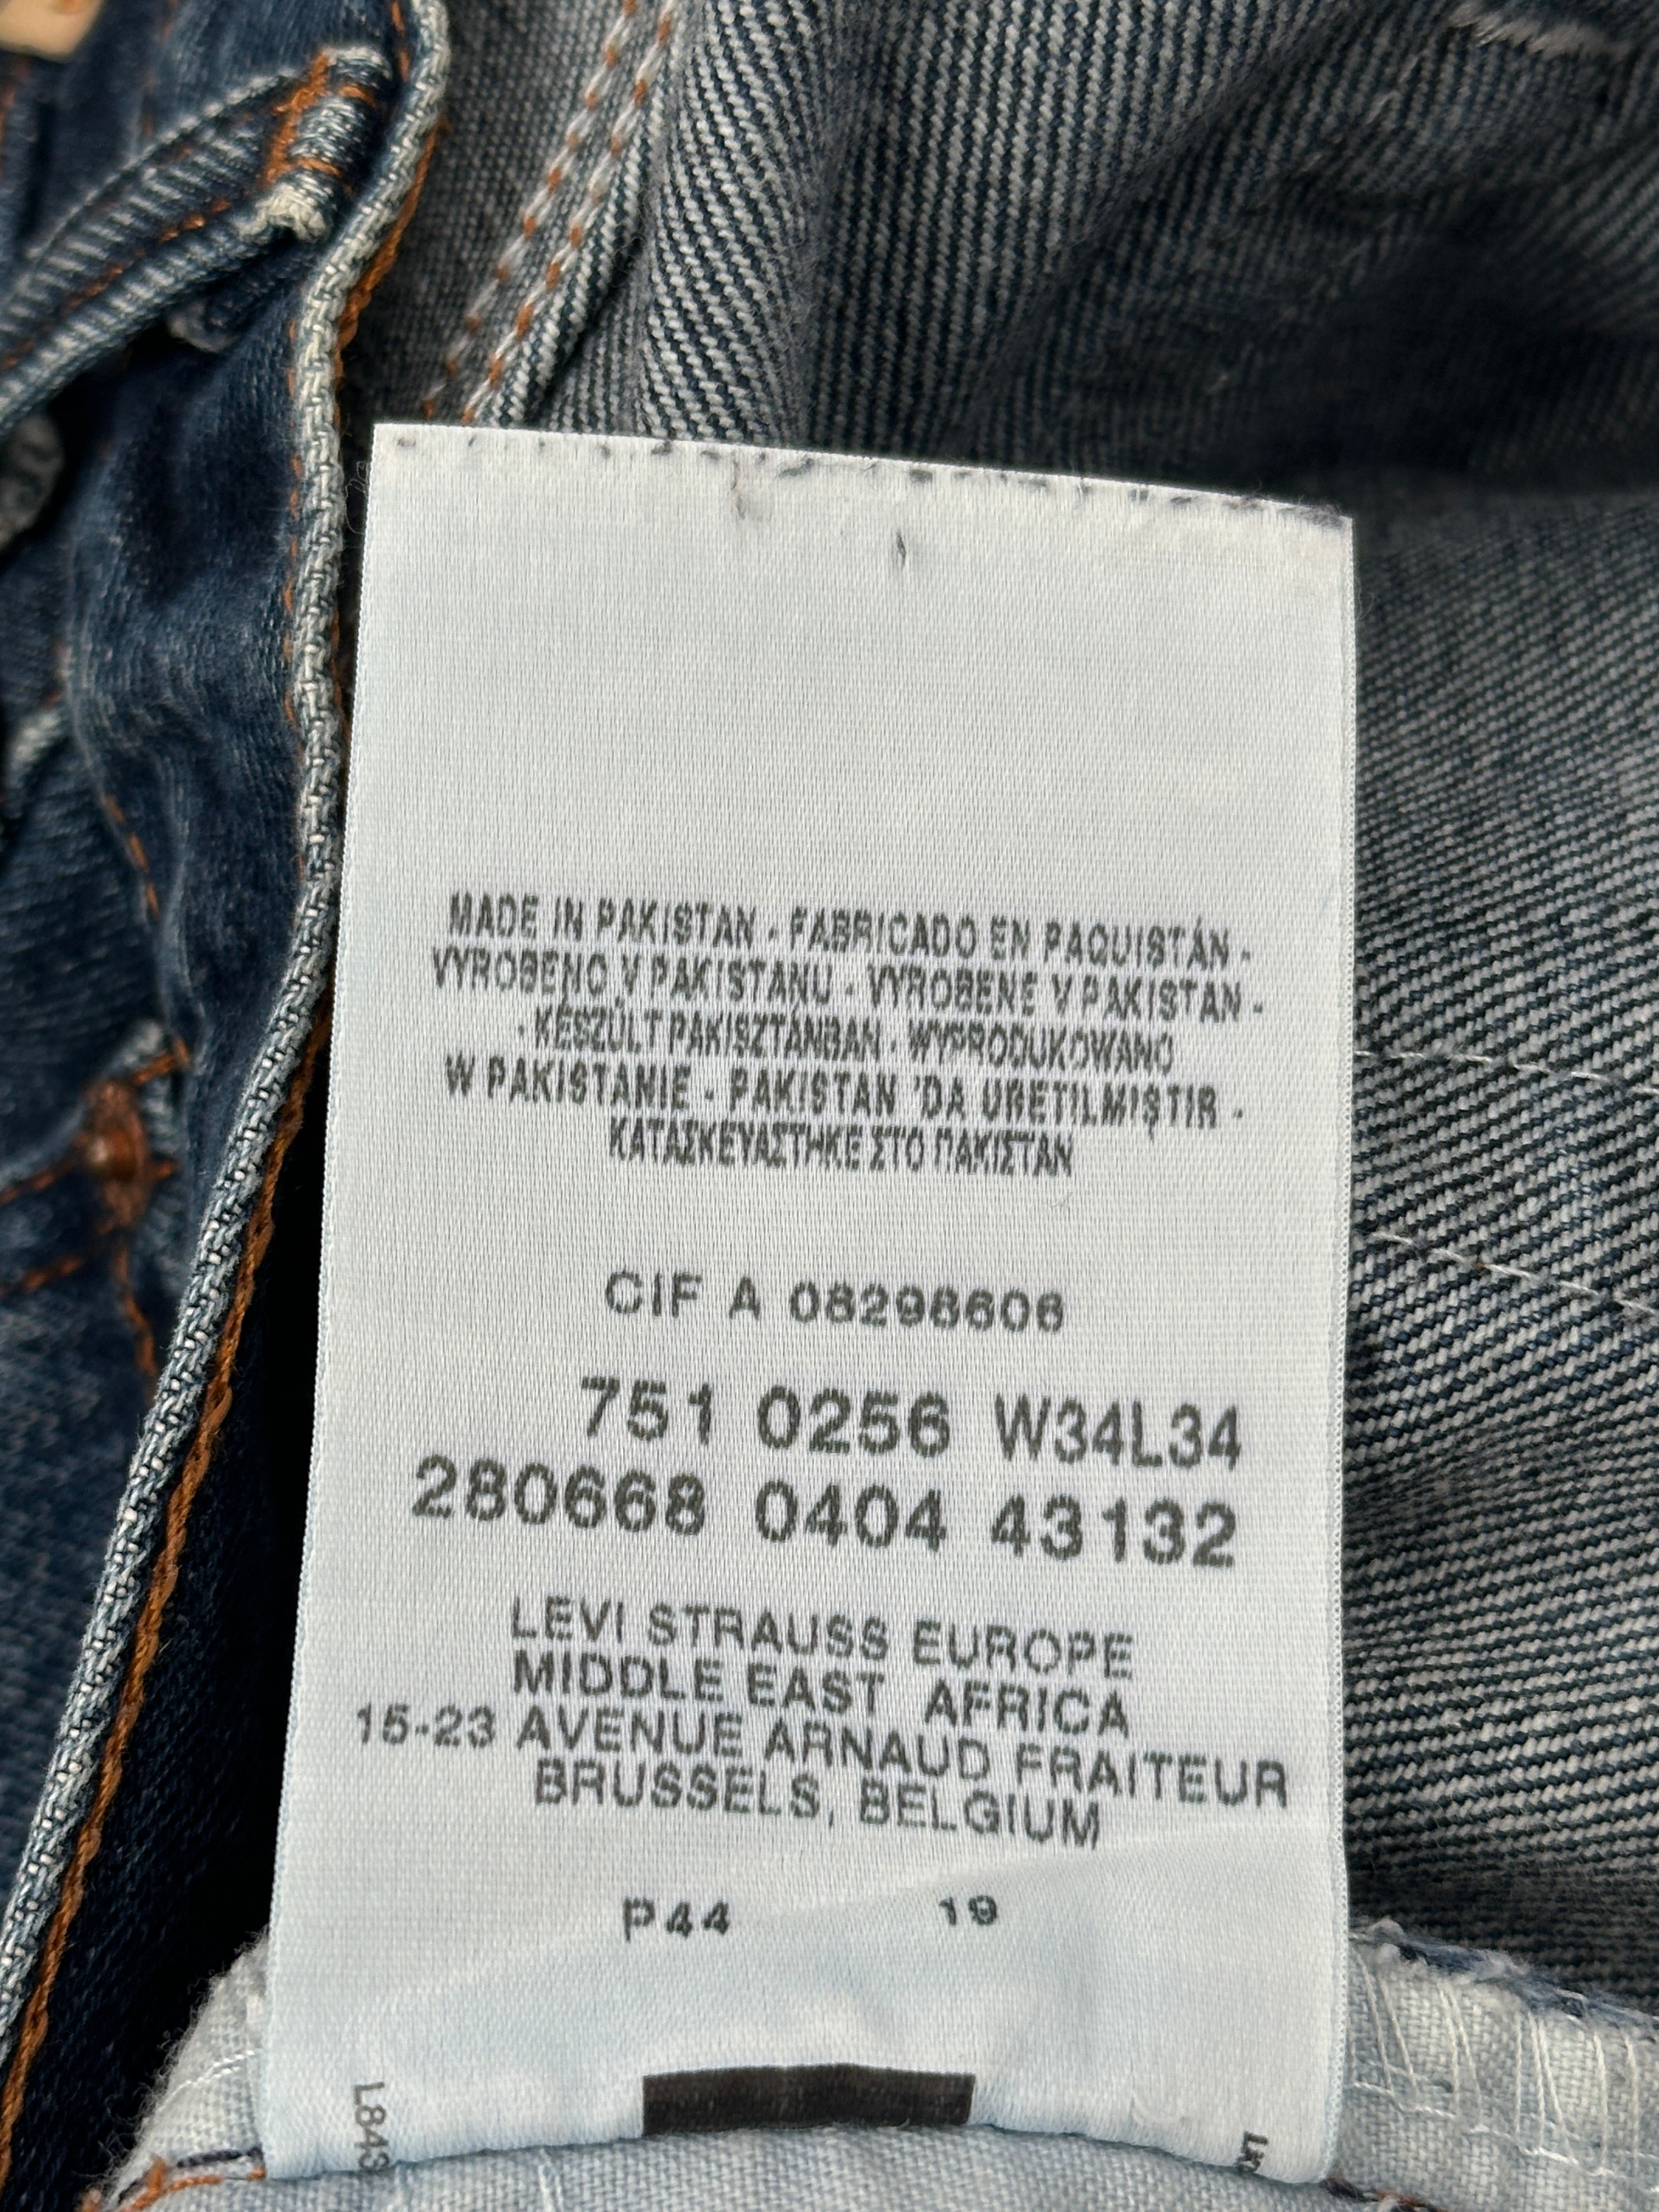 MADE IN PAKISTAN - FABRICADO EN PAQUISTÁN -
VYROBENO V PAKISTANU - VYROBENÉ V PAKISTAN -
- KÉSZÜLT PAKISZTÁNBAN - WYPRODUKOWANO
W PAKISTANIE - PAKISTAN 'DA ÜRETILMIŞTIR -
ΚΑΤΑΣΚΕΥΑΣΤΗΚΕ ΣΤΟ ΠΑΚΙΣΤΑΝ
CIF A 08298606
751 0256 W34L34
280668 0404 43132
LEVI STRAUSS EUROPE
MIDDLE EAST AFRICA
15-23 AVENUE ARNAUD FRAITEUR
BRUSSELS, BELGIUM
P44 19